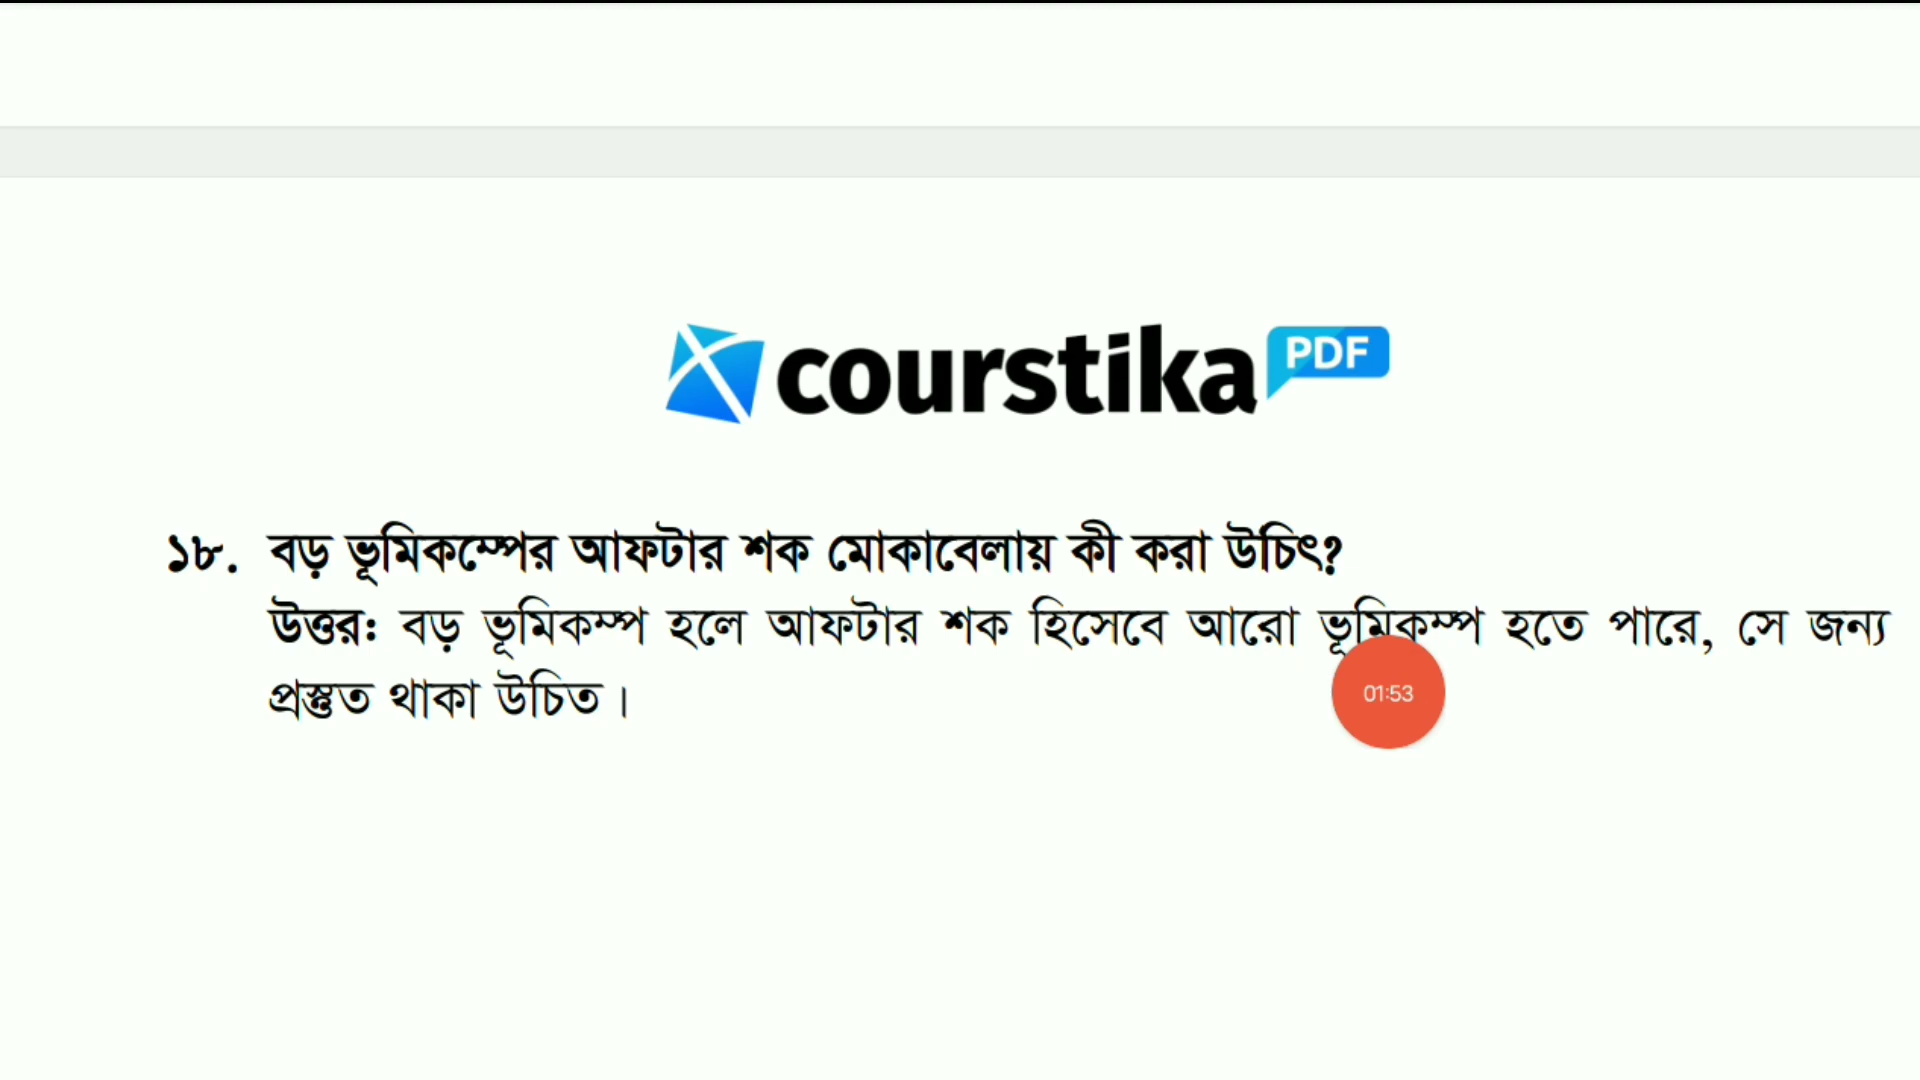 courstika PDF
১৮. বড় ভূমিকম্পের আফটার শক মোকাবেলায় কী করা উচিৎ?
উত্তর: বড় ভূমিকম্প হলে আফটার শক হিসেবে আরো ভূমিকম্প হতে পারে, সে জন্য
প্রস্তুত থাকা উচিত।
01:53